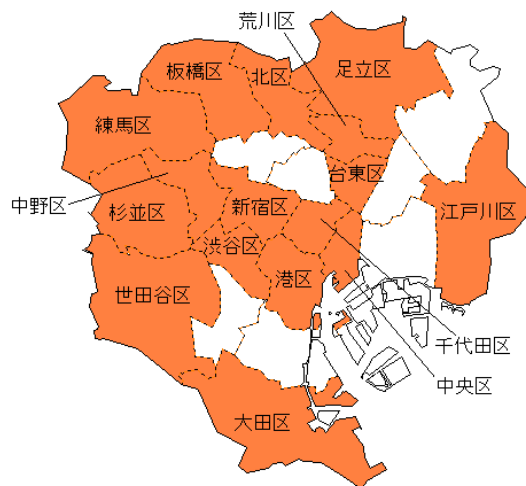 荒川区
板橋区
北区
足立区
練馬区
台東区
中野区
杉並区
新宿区
江戸川区
渋谷区
世田谷区
港区
千代田区
中央区
大田区